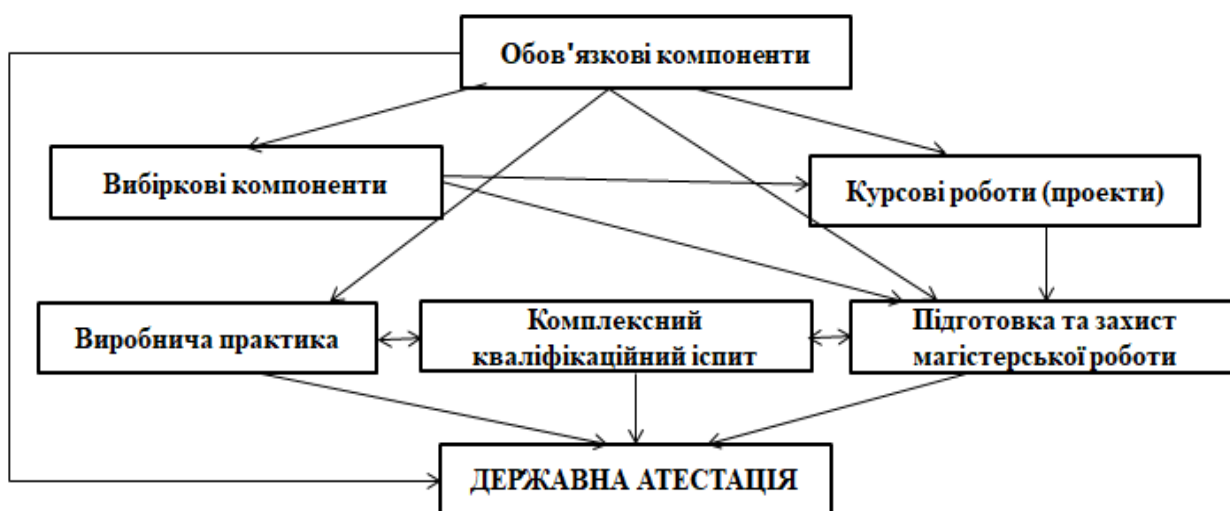 Обов'язкові компоненти
Вибіркові компоненти
Курсові роботи (проекти)
Виробнича практика
Комплексний
кваліфікаційний іспит
Підготовка та захист
магістерської роботи
ДЕРЖАВНА АТЕСТАЦІЯ